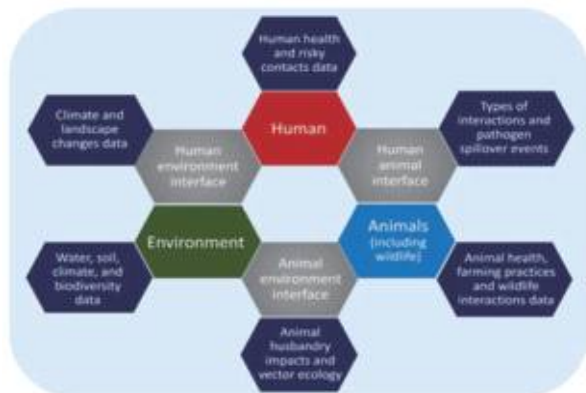 Human health
and risky
contacts data
Climate and
landscape
changes data
Human
Types of
interactions and
pathogen
spillover events
Human
environment
interface
Human
animal
interface
Environment
Animals
(including
wildlife)
Water, soil,
climate, and
biodiversity
data
Animal
environment
interface
Animal health,
farming practices
and wildlife
interactions data
Animal
husbandry
impacts and
vector ecology